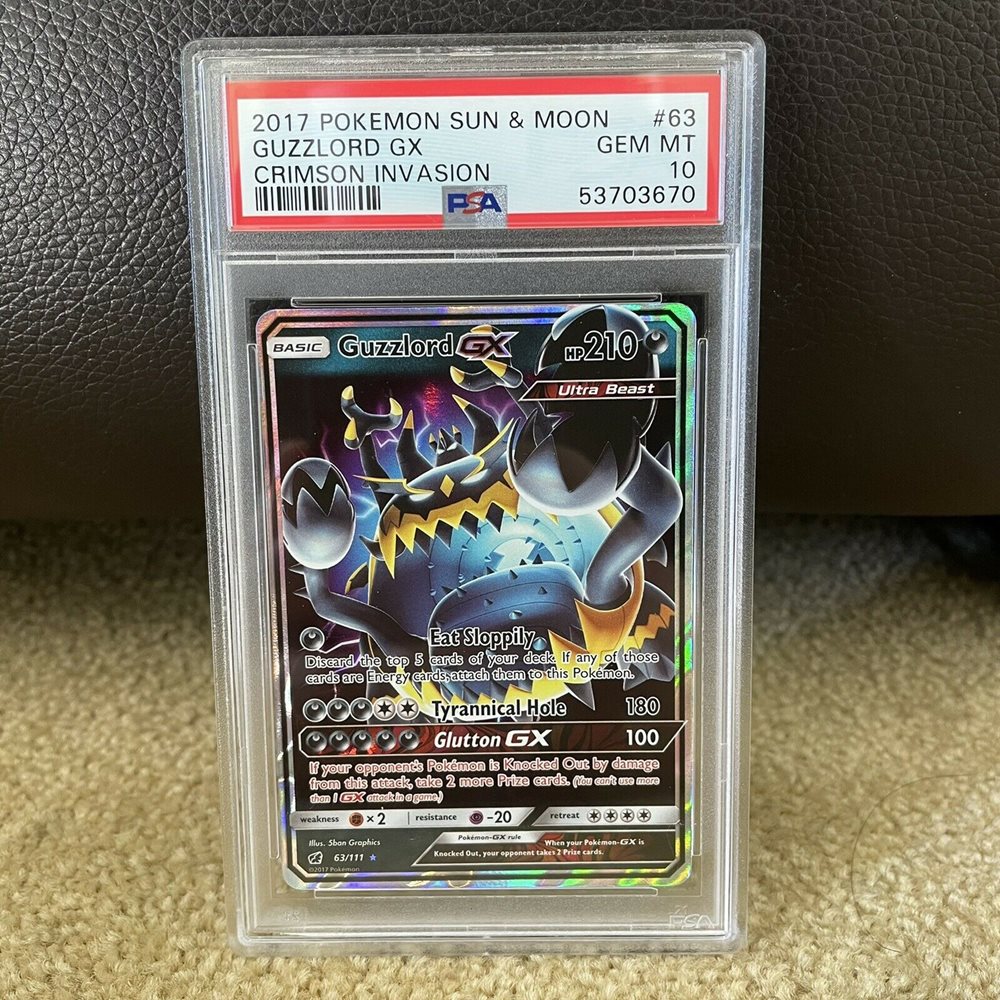 2017 POKEMON SUN & MOON #63
GUZZLORD GX GEM MT
CRIMSON INVASION 10
PSA 53703670
BASIC Guzzlord GX HP 210
Ultra Beast
Eat Sloppily
Discard the top 5 cards of your deck. If any of those
cards are Energy cards, attach them to this Pokémon.
Tyrannical Hole 180
Glutton GX 100
If your opponent's Pokémon is Knocked Out by damage
from this attack, take 2 more Prize cards. (You can't use more
than 1 GX attack in a game.)
weakness ×2 resistance -20 retreat
Illus. Sban Graphics Pokémon-GX rule When your Pokémon-GX is
63/111 Knocked Out, your opponent takes 2 Prize cards.
©2017 Pokémon
PSA